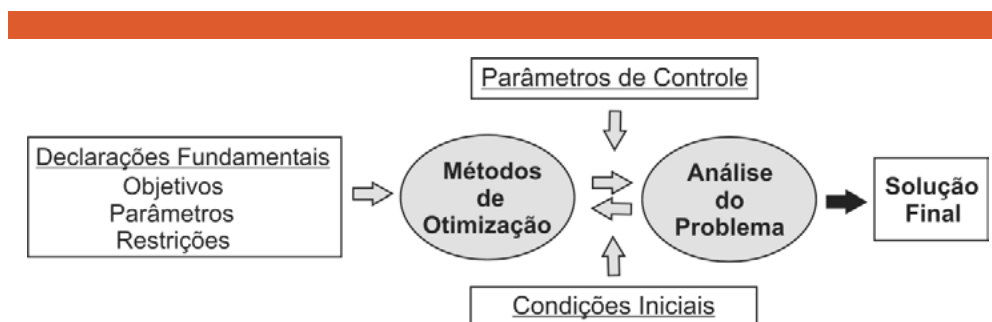 Parâmetros de Controle
Declarações Fundamentais
Objetivos
Parâmetros
Restrições
Métodos
de
Otimização
Análise
do
Problema
Solução
Final
Condições Iniciais